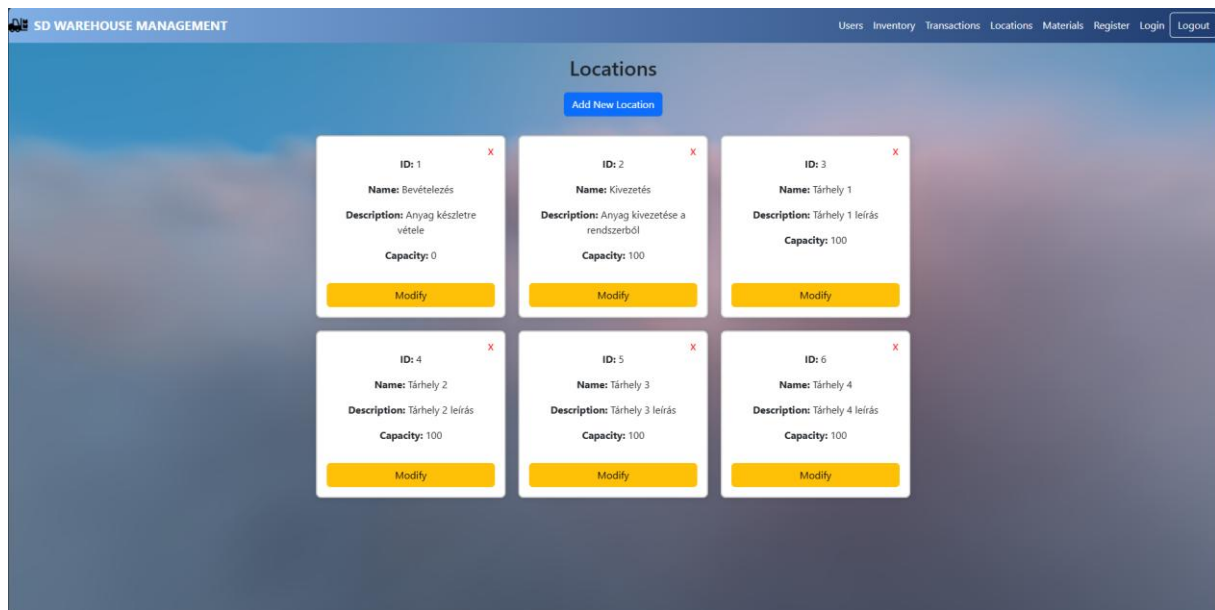 SD WAREHOUSE MANAGEMENT
Users Inventory Transactions Locations Materials Register Login Logout
Locations
Add New Location
X
ID: 1
Name: Bevételezés
Description: Anyag készletre
vétele
Capacity: 0
Modify
X
ID: 2
Name: Kivezetés
Description: Anyag kivezetése a
rendszerből
Capacity: 100
Modify
X
ID: 3
Name: Tárhely 1
Description: Tárhely 1 leírás
Capacity: 100
Modify
X
ID: 4
Name: Tárhely 2
Description: Tárhely 2 leírás
Capacity: 100
Modify
X
ID: 5
Name: Tárhely 3
Description: Tárhely 3 leírás
Capacity: 100
Modify
X
ID: 6
Name: Tárhely 4
Description: Tárhely 4 leírás
Capacity: 100
Modify